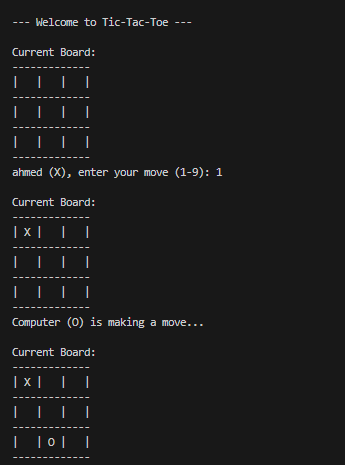 --- Welcome to Tic-Tac-Toe ---
Current Board:
-------------
|   |   |   |
-------------
|   |   |   |
-------------
|   |   |   |
-------------
ahmed (X), enter your move (1-9): 1
Current Board:
-------------
| X |   |   |
-------------
|   |   |   |
-------------
|   |   |   |
-------------
Computer (O) is making a move...
Current Board:
-------------
| X |   |   |
-------------
|   |   |   |
-------------
|   | O |   |
-------------